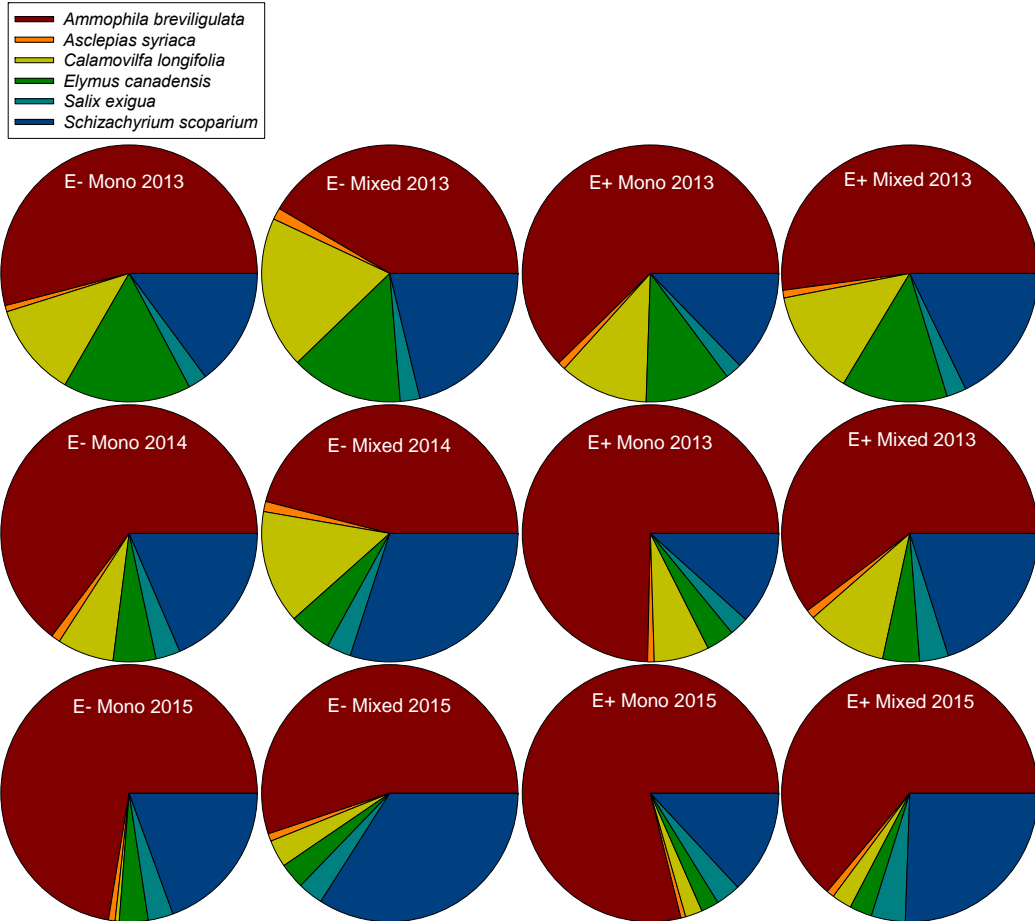 Ammophila breviligulata
Asclepias syriaca
Calamovilfa longifolia
Elymus canadensis
Salix exigua
Schizachyrium scoparium
E- Mono 2013
E- Mixed 2013
E+ Mono 2013
E+ Mixed 2013
E- Mono 2014
E- Mixed 2014
E+ Mono 2013
E+ Mixed 2013
E- Mono 2015
E- Mixed 2015
E+ Mono 2015
E+ Mixed 2015